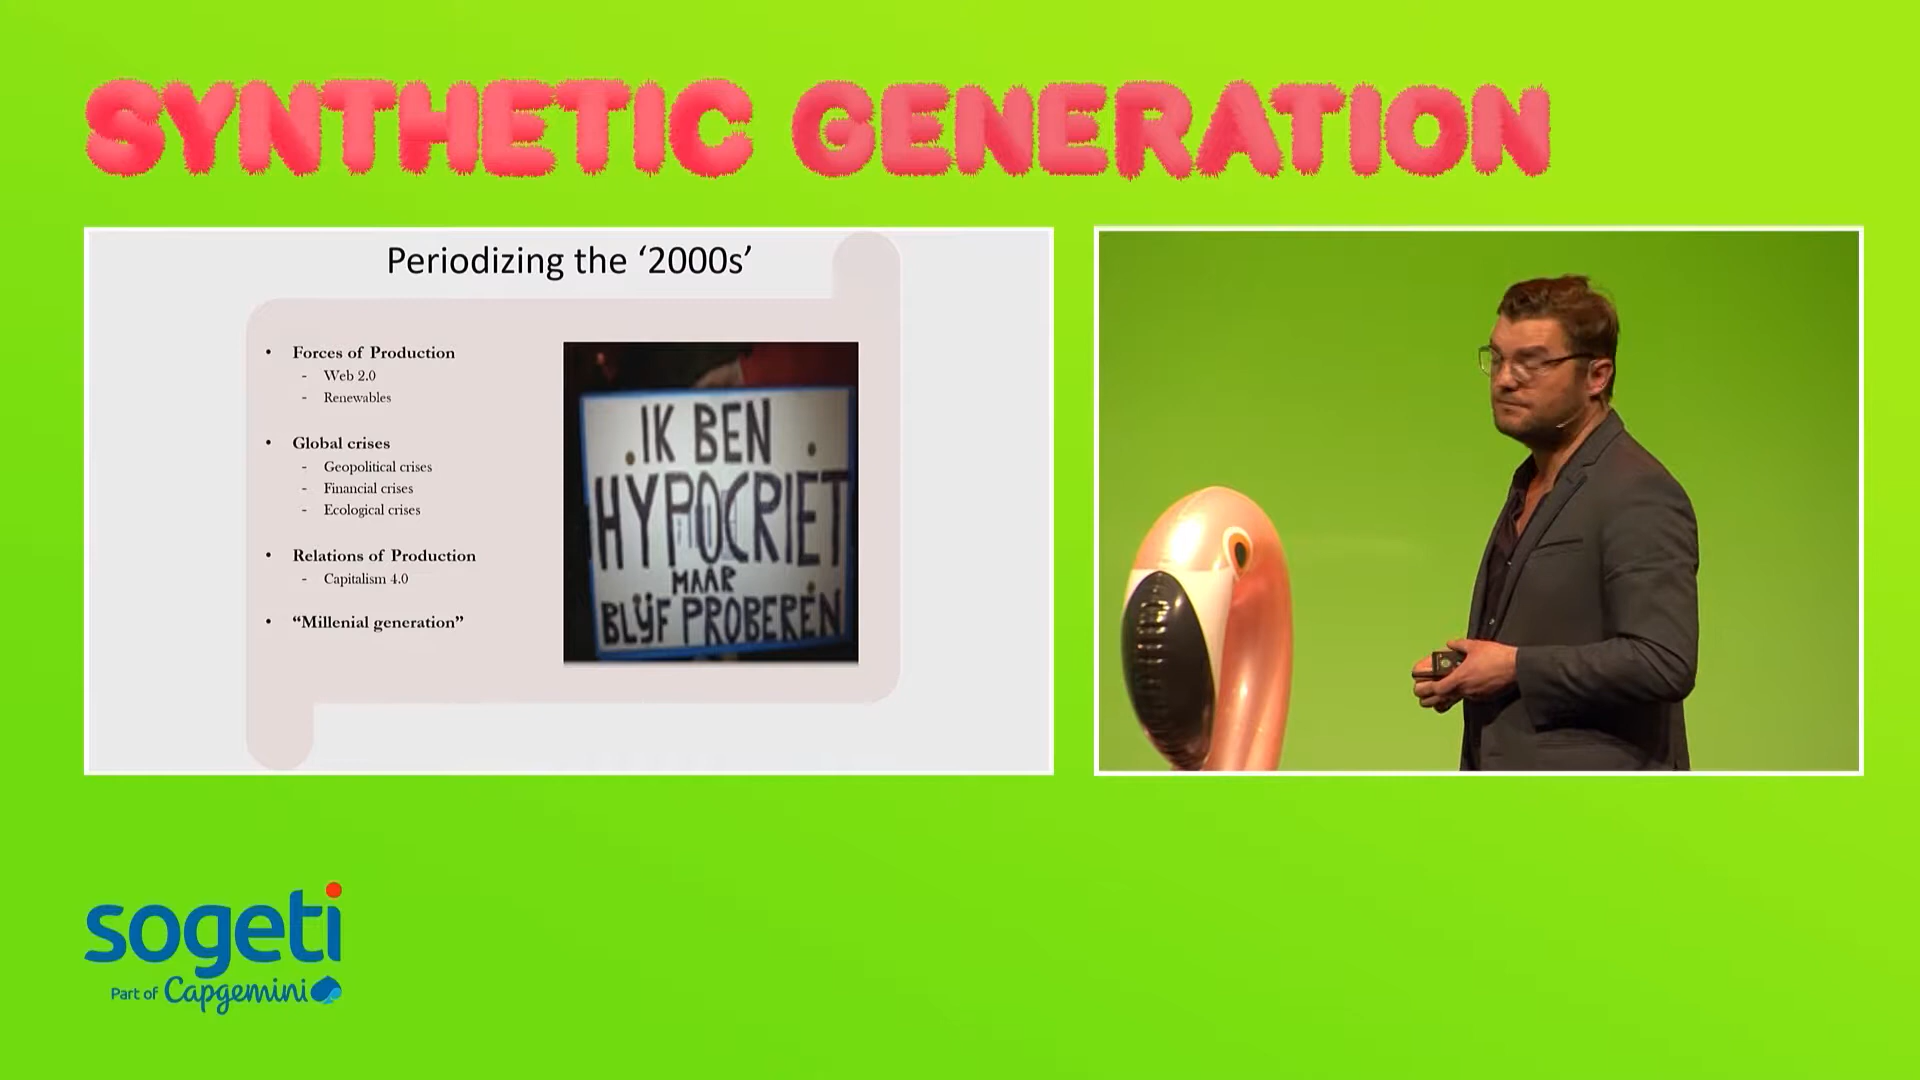 SYNTHETIC GENERATION
Periodizing the ‘2000s’
• Forces of Production
- Web 2.0
- Renewables
• Global crises
- Geopolitical crises
- Financial crises
- Ecological crises
• Relations of Production
- Capitalism 4.0
• “Millenial generation”
IK BEN
HYPOCRIET
MAAR
BLIJF PROBEREN
sogeti
Part of Capgemini